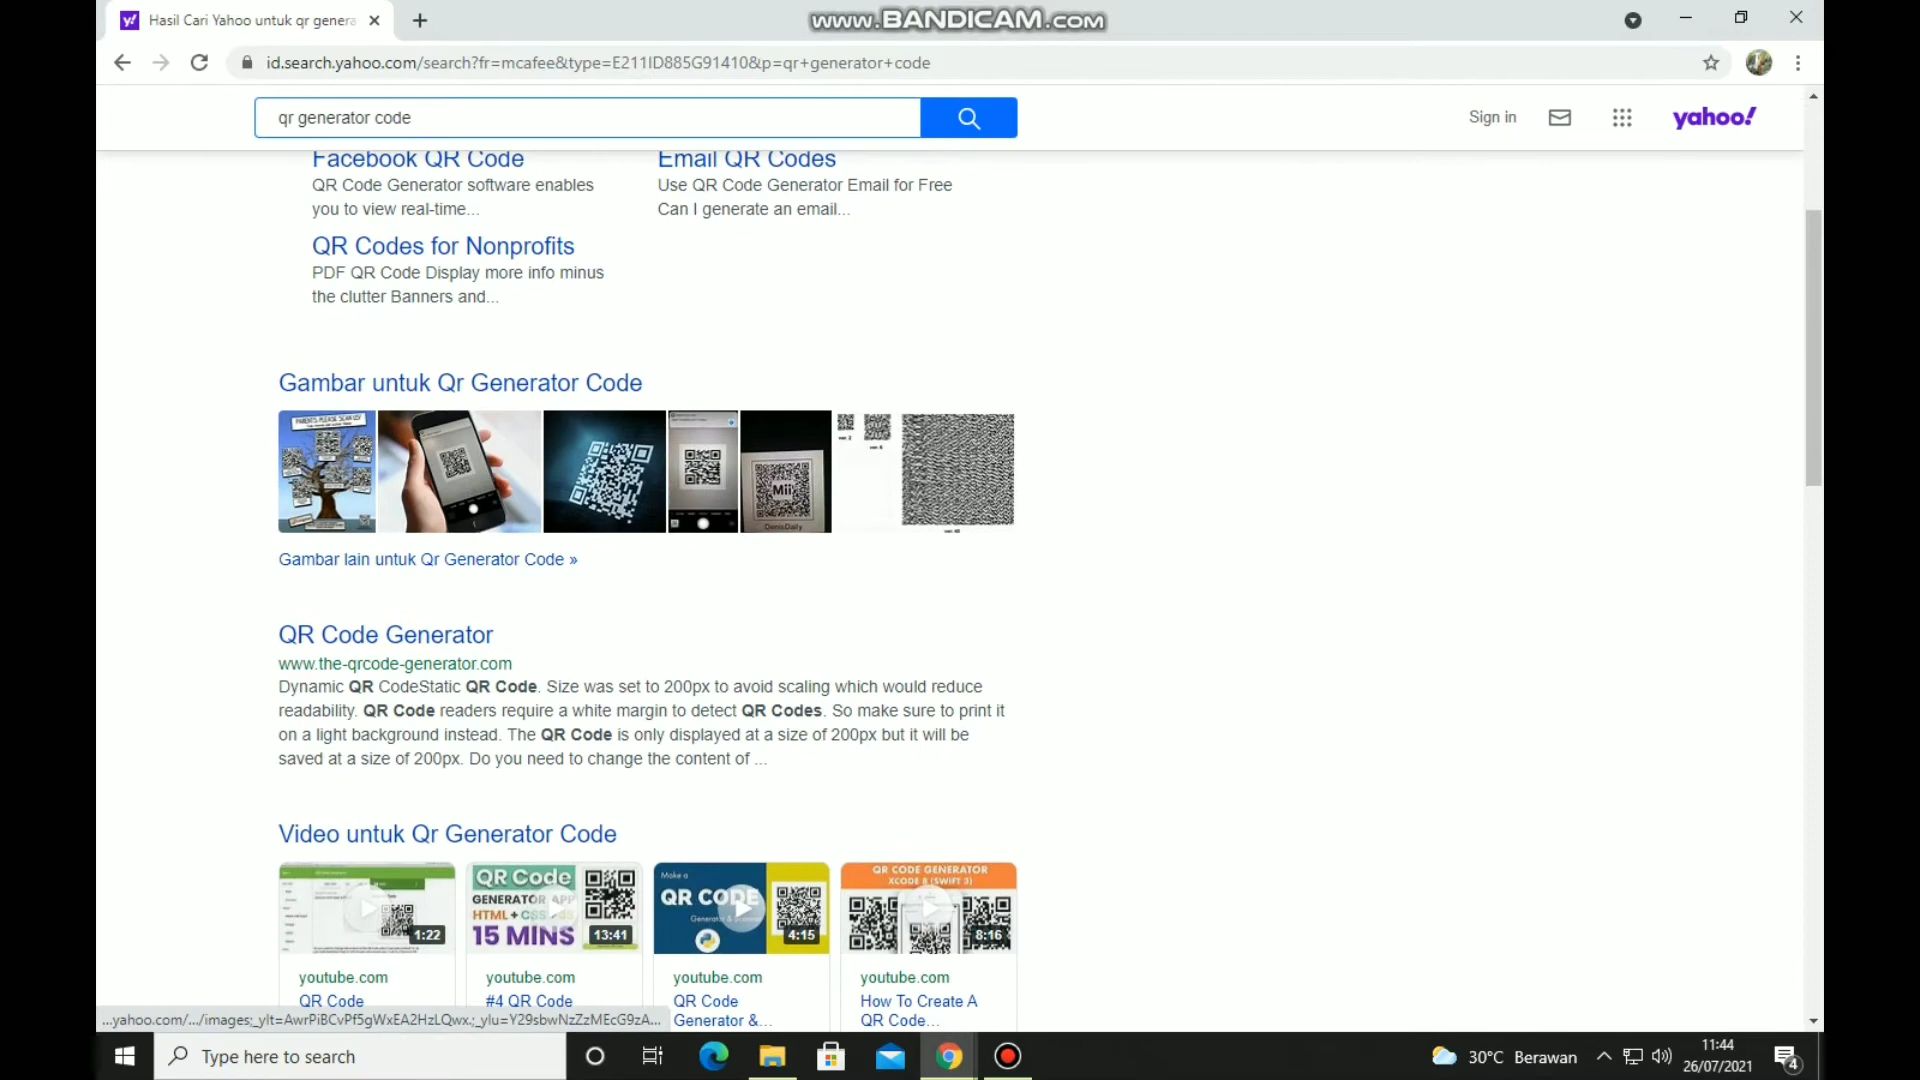 Hasil Cari Yahoo untuk qr genera
www.BANDICAM.com
id.search.yahoo.com/search?fr=mcafee&type=E211ID885G91410&p=qr+generator+code
qr generator code
Sign in
yahoo!
Facebook QR Code
QR Code Generator software enables
you to view real-time...
Email QR Codes
Use QR Code Generator Email for Free
Can I generate an email...
QR Codes for Nonprofits
PDF QR Code Display more info minus
the clutter Banners and...
Gambar untuk Qr Generator Code
Mii
DenisDaily
Gambar lain untuk Qr Generator Code »
QR Code Generator
www.the-qrcode-generator.com
Dynamic QR CodeStatic QR Code. Size was set to 200px to avoid scaling which would reduce
readability. QR Code readers require a white margin to detect QR Codes. So make sure to print it
on a light background instead. The QR Code is only displayed at a size of 200px but it will be
saved at a size of 200px. Do you need to change the content of ...
Video untuk Qr Generator Code
1:22
QR Code
GENERATOR APP
HTML + CSS
15 MINS
13:41
Make a
QR CODE
4:15
QR CODE GENERATOR
XCODE 8 (SWIFT 3)
8:16
youtube.com
QR Code
youtube.com
#4 QR Code
youtube.com
QR Code
Generator &...
youtube.com
How To Create A
QR Code...
...yahoo.com/.../images;_ylt=AwrPiBCvPf5gWxEA2HzLQwx.;_ylu=Y29sbwNzZzMEcG9zA...
Type here to search
30°C Berawan
11:44
26/07/2021
4